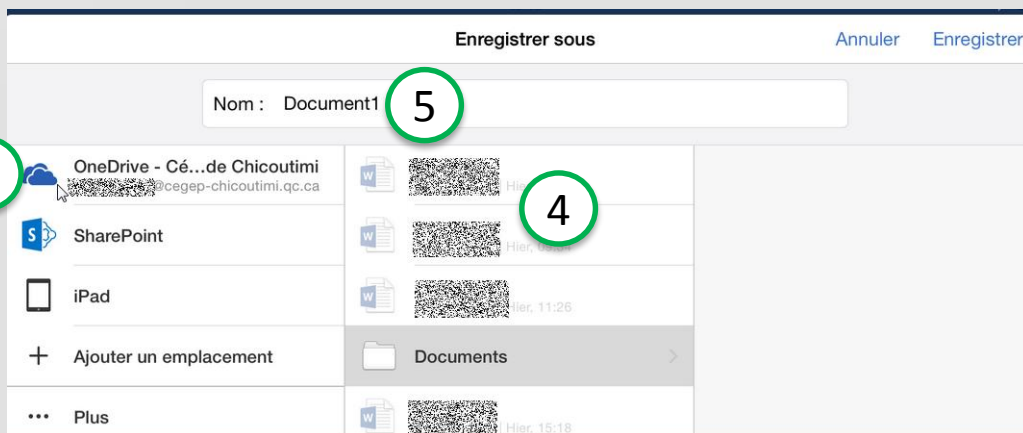 Enregistrer sous
Annuler
Enregistrer
Nom : Document1
5
OneDrive - Cé...de Chicoutimi
@cegep-chicoutimi.qc.ca
SharePoint
iPad
+ Ajouter un emplacement
... Plus
Hier,
4
Hier,
Hier, 11:26
Documents
Hier, 15:18